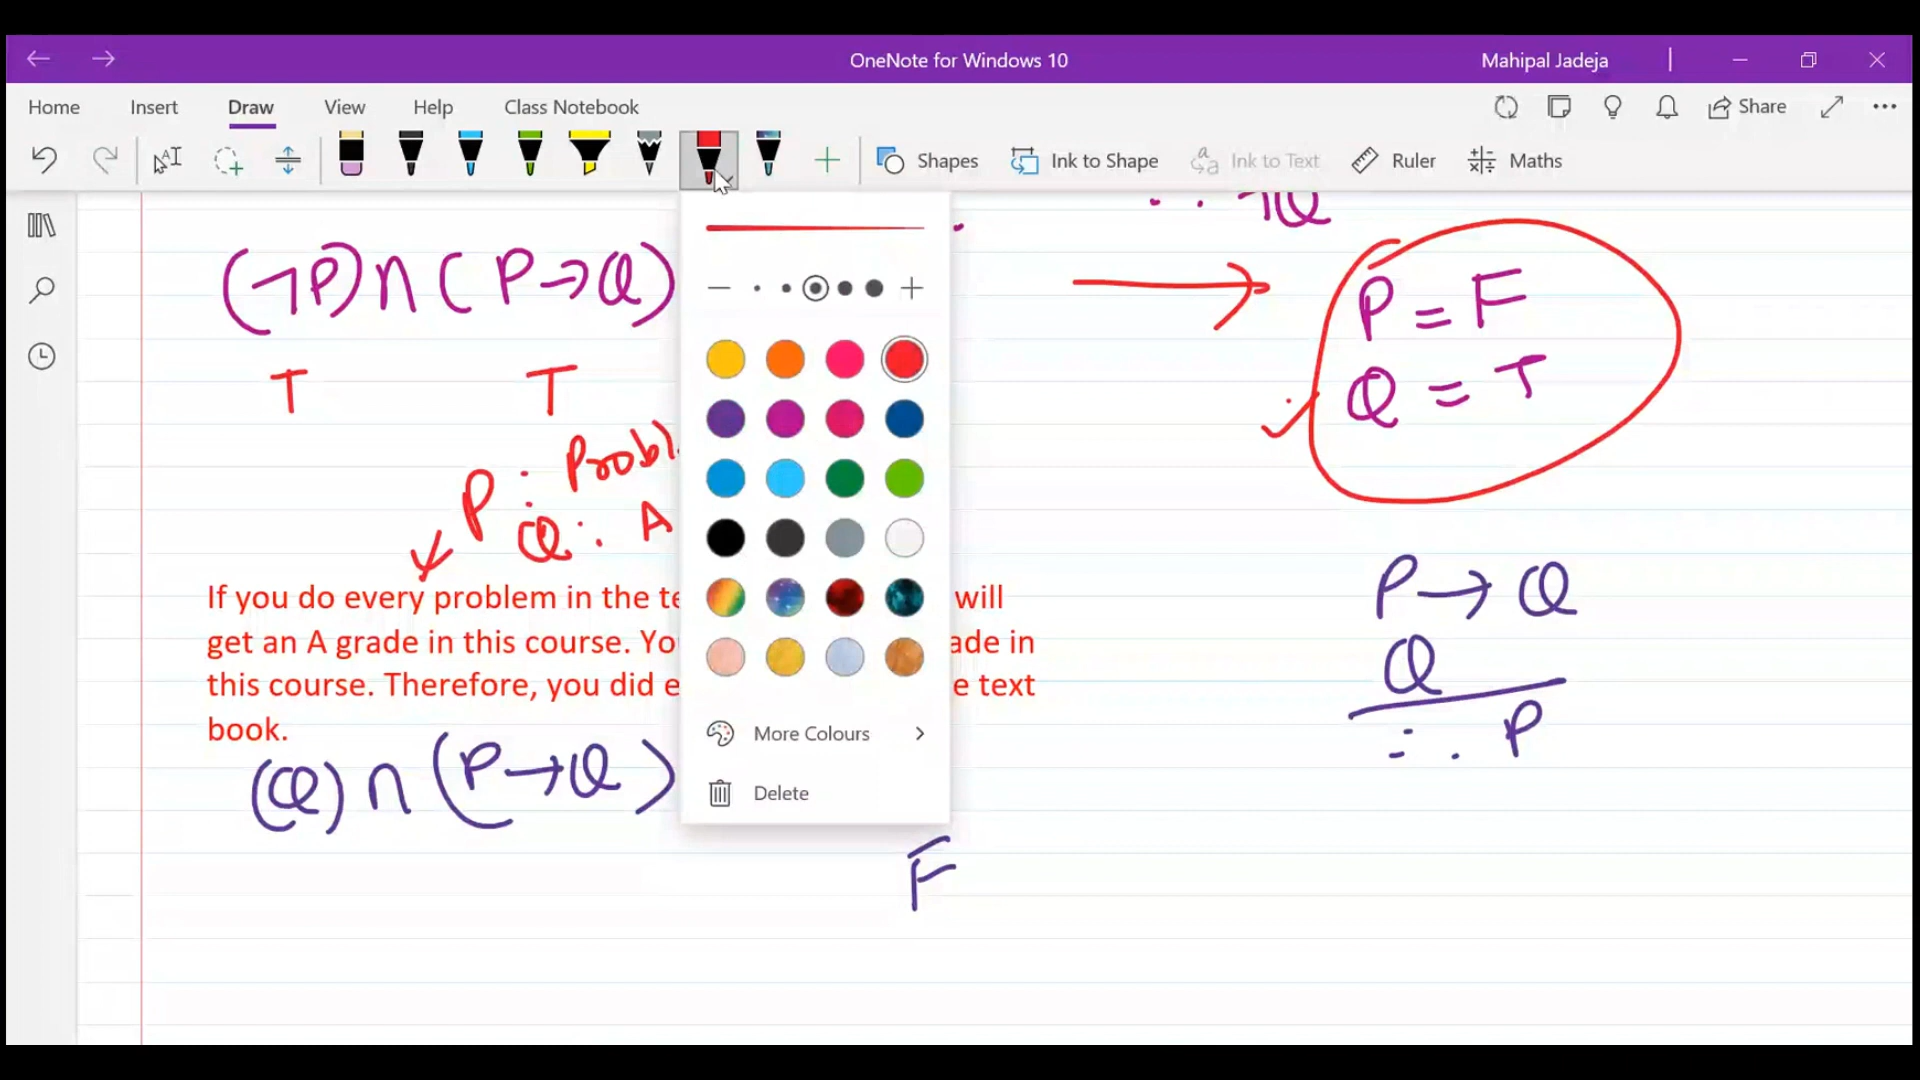 OneNote for Windows 10
Mahipal Jadeja
Home Insert Draw View Help Class Notebook
Share
Shapes Ink to Shape Ink to Text Ruler Maths
∴ ¬Q
(¬P) ∩ ( P → Q )
P = F
Q = T
T T
P : Probl
Q : A
If you do every problem in the te will
get an A grade in this course. Yo ade in
this course. Therefore, you did e e text
book.
P → Q
Q
∴ P
(Q) ∩ (P → Q)
F
More Colours
Delete